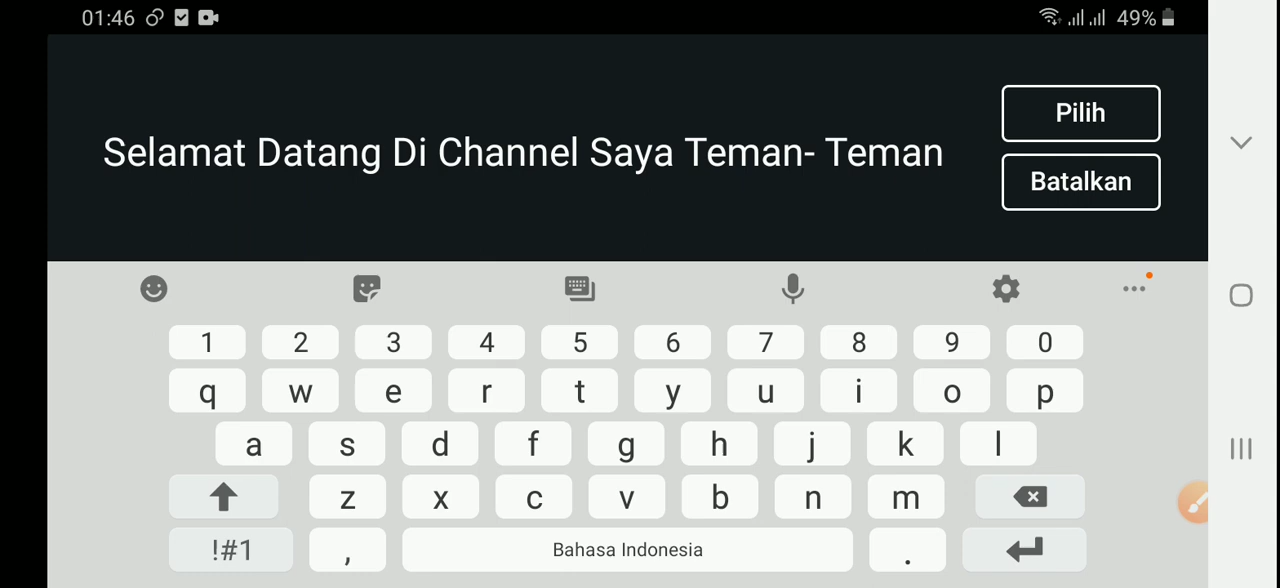 01:46
49%
Selamat Datang Di Channel Saya Teman- Teman
Pilih
Batalkan
1 2 3 4 5 6 7 8 9 0
q w e r t y u i o p
a s d f g h j k l
z x c v b n m
!#1 , Bahasa Indonesia .